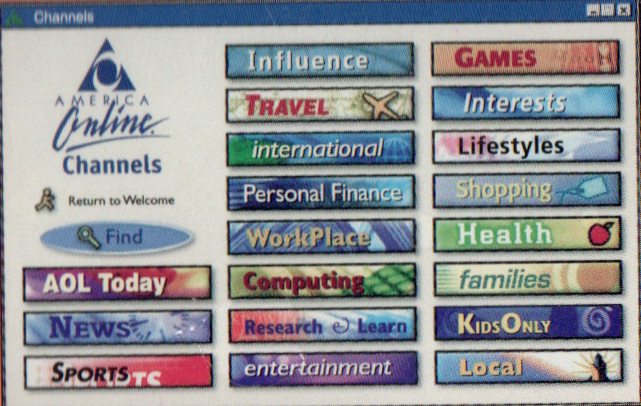 Channels
AMERICA
Online
Channels
Return to Welcome
Find
AOL Today
NEWS
SPORTS
Influence
TRAVEL
international
Personal Finance
WorkPlace
Computing
Research & Learn
entertainment
GAMES
Interests
Lifestyles
Shopping
Health
families
KIDSONLY
Local